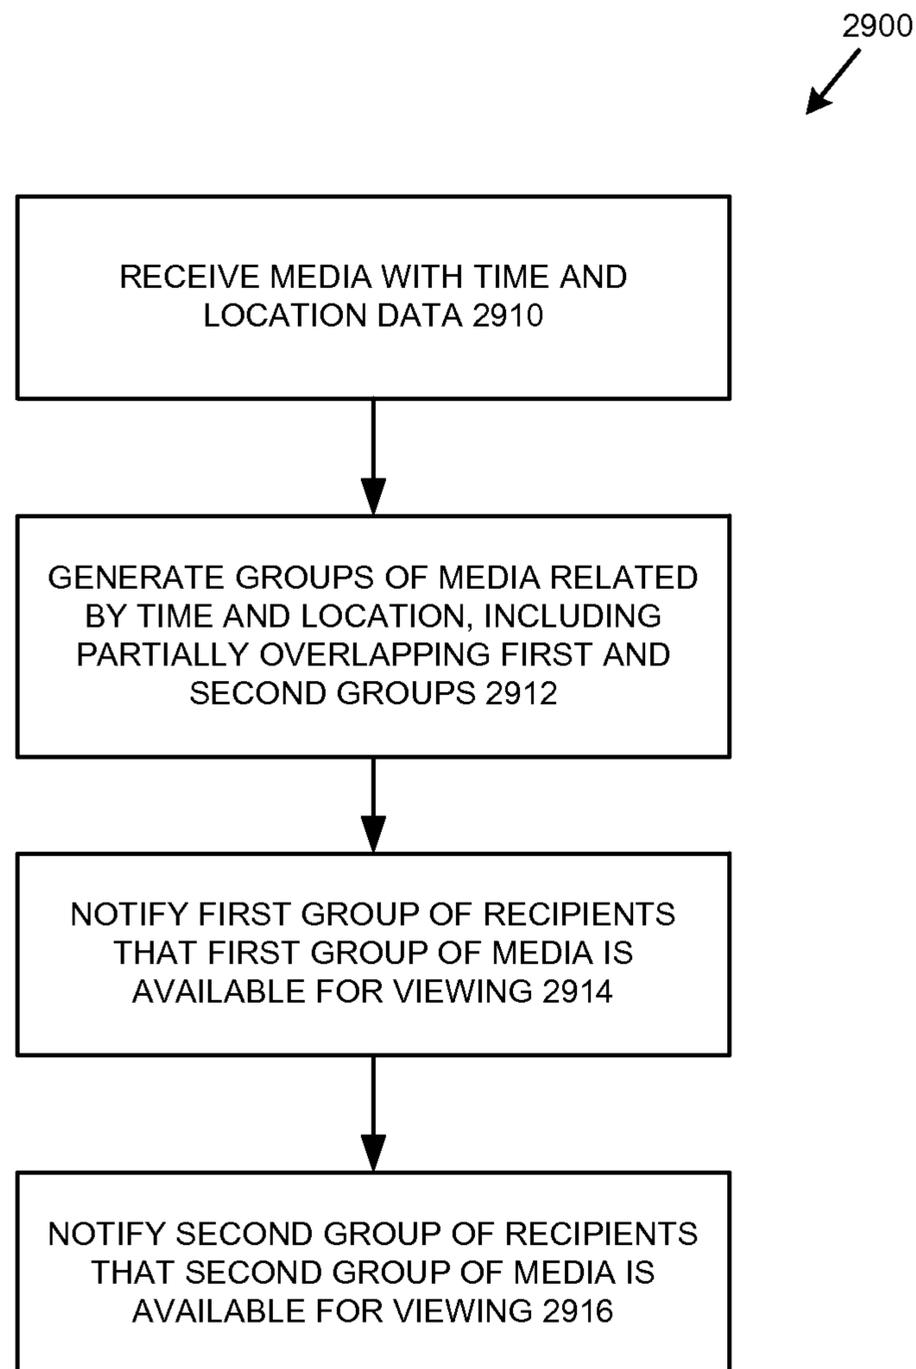 2900
RECEIVE MEDIA WITH TIME AND
LOCATION DATA 2910
GENERATE GROUPS OF MEDIA RELATED
BY TIME AND LOCATION, INCLUDING
PARTIALLY OVERLAPPING FIRST AND
SECOND GROUPS 2912
NOTIFY FIRST GROUP OF RECIPIENTS
THAT FIRST GROUP OF MEDIA IS
AVAILABLE FOR VIEWING 2914
NOTIFY SECOND GROUP OF RECIPIENTS
THAT SECOND GROUP OF MEDIA IS
AVAILABLE FOR VIEWING 2916